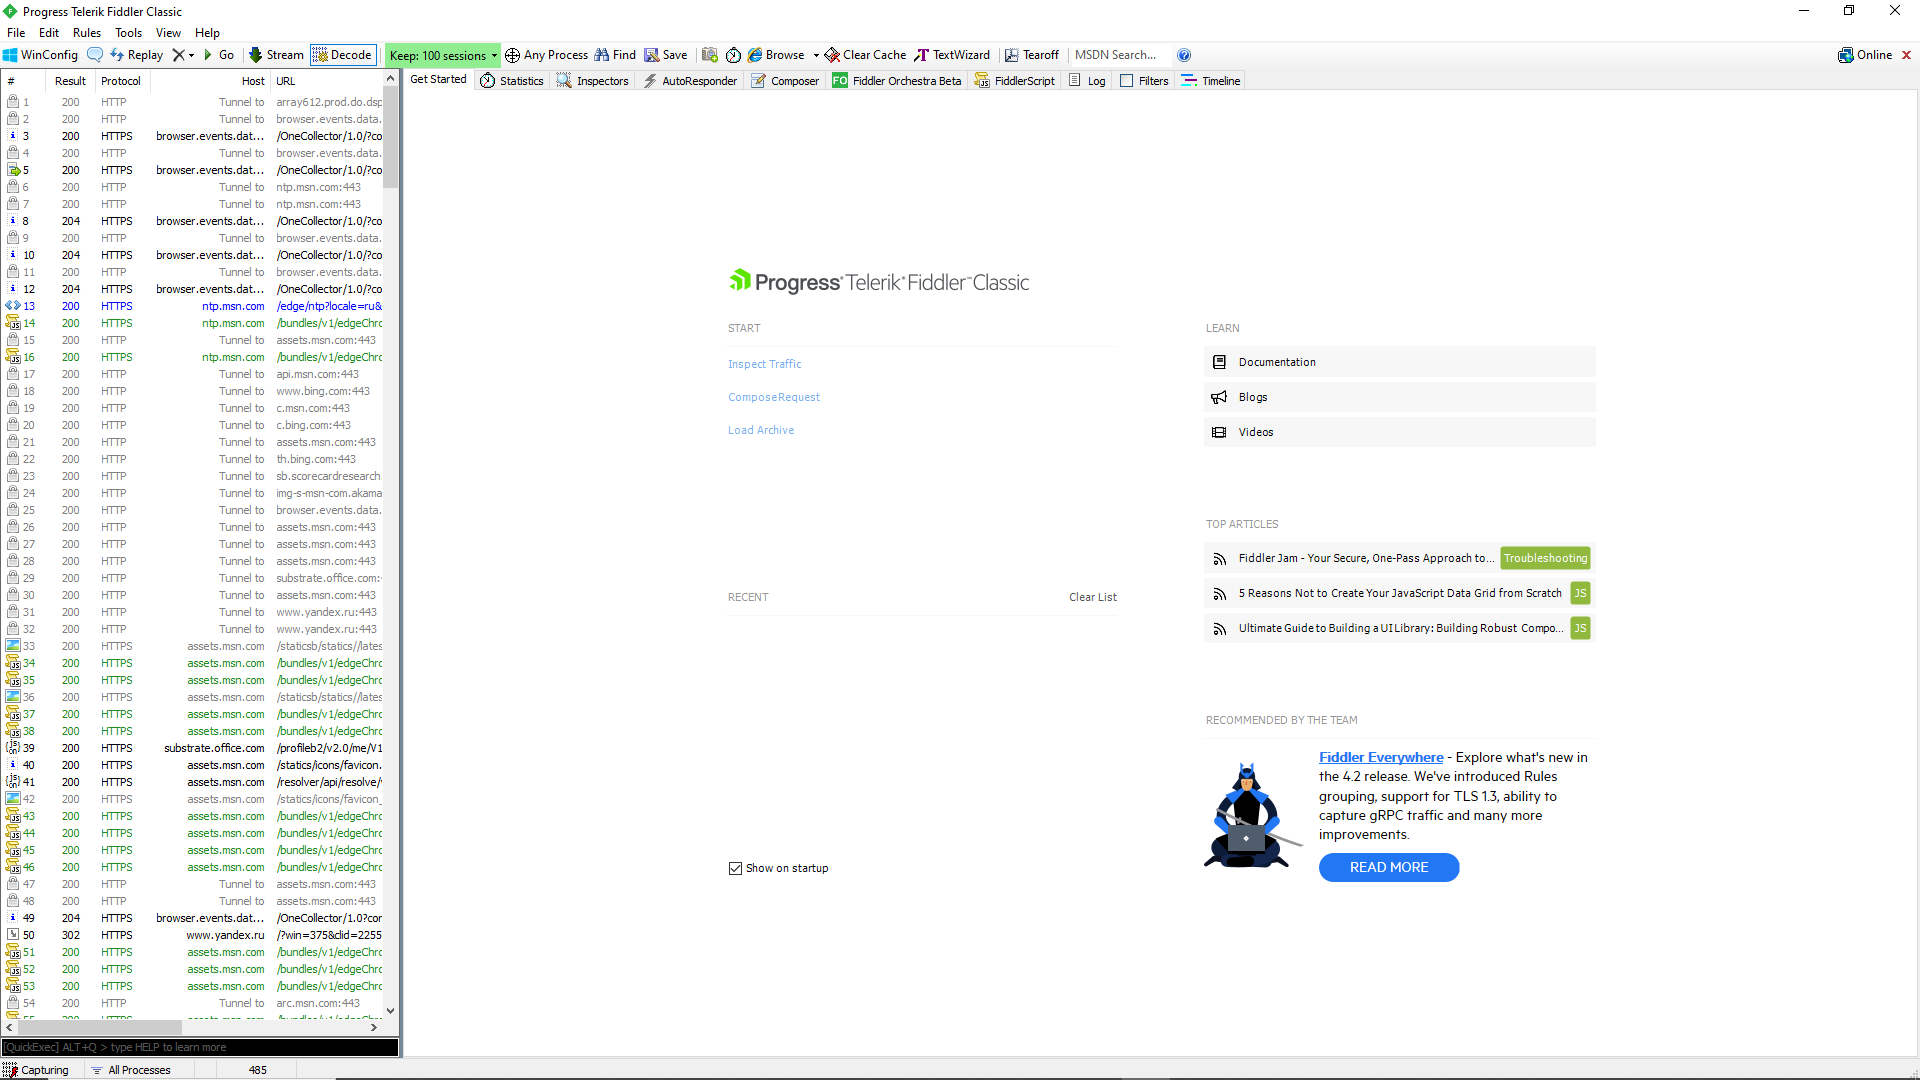 Progress Telerik Fiddler Classic
File Edit Rules Tools View Help
WinConfig Replay Go Stream Decode Keep: 100 sessions Any Process Find Save Browse Clear Cache TextWizard Tearoff MSDN Search... Online
# Result Protocol Host URL
Get Started Statistics Inspectors AutoResponder Composer FO Fiddler Orchestra Beta FiddlerScript Log Filters Timeline
1 200 HTTP Tunnel to array612.prod.do.dsp
2 200 HTTP Tunnel to browser.events.data.
3 200 HTTPS browser.events.dat... /OneCollector/1.0/?co
4 200 HTTP Tunnel to browser.events.data.
5 200 HTTPS browser.events.dat... /OneCollector/1.0/?co
6 200 HTTP Tunnel to ntp.msn.com:443
7 200 HTTP Tunnel to ntp.msn.com:443
8 204 HTTPS browser.events.dat... /OneCollector/1.0/?co
9 200 HTTP Tunnel to browser.events.data.
10 204 HTTPS browser.events.dat... /OneCollector/1.0/?co
11 200 HTTP Tunnel to browser.events.data.
12 204 HTTPS browser.events.dat... /OneCollector/1.0/?co
13 200 HTTPS ntp.msn.com /edge/ntp?locale=ru&
14 200 HTTPS ntp.msn.com /bundles/v1/edgeChro
15 200 HTTP Tunnel to assets.msn.com:443
16 200 HTTPS ntp.msn.com /bundles/v1/edgeChro
17 200 HTTP Tunnel to api.msn.com:443
18 200 HTTP Tunnel to www.bing.com:443
19 200 HTTP Tunnel to c.msn.com:443
20 200 HTTP Tunnel to c.bing.com:443
21 200 HTTP Tunnel to assets.msn.com:443
22 200 HTTP Tunnel to th.bing.com:443
23 200 HTTP Tunnel to sb.scorecardresearch
24 200 HTTP Tunnel to img-s-msn-com.akama
25 200 HTTP Tunnel to browser.events.data.
26 200 HTTP Tunnel to assets.msn.com:443
27 200 HTTP Tunnel to assets.msn.com:443
28 200 HTTP Tunnel to assets.msn.com:443
29 200 HTTP Tunnel to substrate.office.com:
30 200 HTTP Tunnel to assets.msn.com:443
31 200 HTTP Tunnel to www.yandex.ru:443
32 200 HTTP Tunnel to www.yandex.ru:443
33 200 HTTPS assets.msn.com /staticsb/statics//lates
34 200 HTTPS assets.msn.com /bundles/v1/edgeChro
35 200 HTTPS assets.msn.com /bundles/v1/edgeChro
36 200 HTTPS assets.msn.com /staticsb/statics//lates
37 200 HTTPS assets.msn.com /bundles/v1/edgeChro
38 200 HTTPS assets.msn.com /bundles/v1/edgeChro
39 200 HTTPS substrate.office.com /profileb2/v2.0/me/V1
40 200 HTTPS assets.msn.com /statics/icons/favicon.
41 200 HTTPS assets.msn.com /resolver/api/resolve/
42 200 HTTPS assets.msn.com /statics/icons/favicon_
43 200 HTTPS assets.msn.com /bundles/v1/edgeChro
44 200 HTTPS assets.msn.com /bundles/v1/edgeChro
45 200 HTTPS assets.msn.com /bundles/v1/edgeChro
46 200 HTTPS assets.msn.com /bundles/v1/edgeChro
47 200 HTTP Tunnel to assets.msn.com:443
48 200 HTTP Tunnel to assets.msn.com:443
49 204 HTTPS browser.events.dat... /OneCollector/1.0?cor
50 302 HTTPS www.yandex.ru /?win=375&clid=2255
51 200 HTTPS assets.msn.com /bundles/v1/edgeChro
52 200 HTTPS assets.msn.com /bundles/v1/edgeChro
53 200 HTTPS assets.msn.com /bundles/v1/edgeChro
54 200 HTTP Tunnel to arc.msn.com:443
[QuickExec] ALT+Q > type HELP to learn more
Capturing All Processes 485
Progress Telerik Fiddler Classic
START
Inspect Traffic
Compose Request
Load Archive
RECENT Clear List
Show on startup
LEARN
Documentation
Blogs
Videos
TOP ARTICLES
Fiddler Jam - Your Secure, One-Pass Approach to... Troubleshooting
5 Reasons Not to Create Your JavaScript Data Grid from Scratch JS
Ultimate Guide to Building a UI Library: Building Robust Compo... JS
RECOMMENDED BY THE TEAM
Fiddler Everywhere - Explore what's new in
the 4.2 release. We've introduced Rules
grouping, support for TLS 1.3, ability to
capture gRPC traffic and many more
improvements.
READ MORE